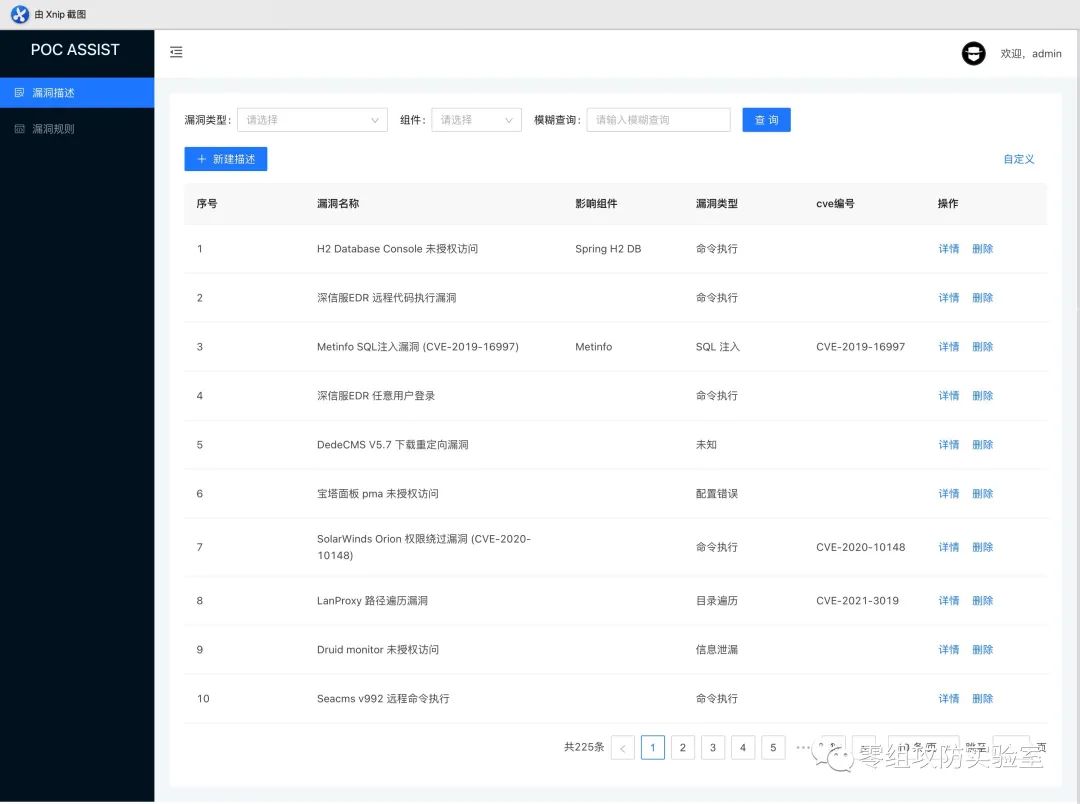 由 Xnip 截图
POC ASSIST
欢迎，admin
漏洞描述
漏洞规则
漏洞类型: 请选择 组件: 请选择 模糊查询: 请输入模糊查询 查 询
+ 新建描述 自定义
序号 漏洞名称 影响组件 漏洞类型 cve编号 操作
1 H2 Database Console 未授权访问 Spring H2 DB 命令执行 详情 删除
2 深信服EDR 远程代码执行漏洞 命令执行 详情 删除
3 Metinfo SQL注入漏洞 (CVE-2019-16997) Metinfo SQL 注入 CVE-2019-16997 详情 删除
4 深信服EDR 任意用户登录 命令执行 详情 删除
5 DedeCMS V5.7 下载重定向漏洞 未知 详情 删除
6 宝塔面板 pma 未授权访问 配置错误 详情 删除
7 SolarWinds Orion 权限绕过漏洞 (CVE-2020-
10148) 命令执行 CVE-2020-10148 详情 删除
8 LanProxy 路径遍历漏洞 目录遍历 CVE-2021-3019 详情 删除
9 Druid monitor 未授权访问 信息泄漏 详情 删除
10 Seacms v992 远程命令执行 命令执行 详情 删除
共225条 < 1 2 3 4 5 ••• 10 条/页 跳至 页
零组攻防实验室